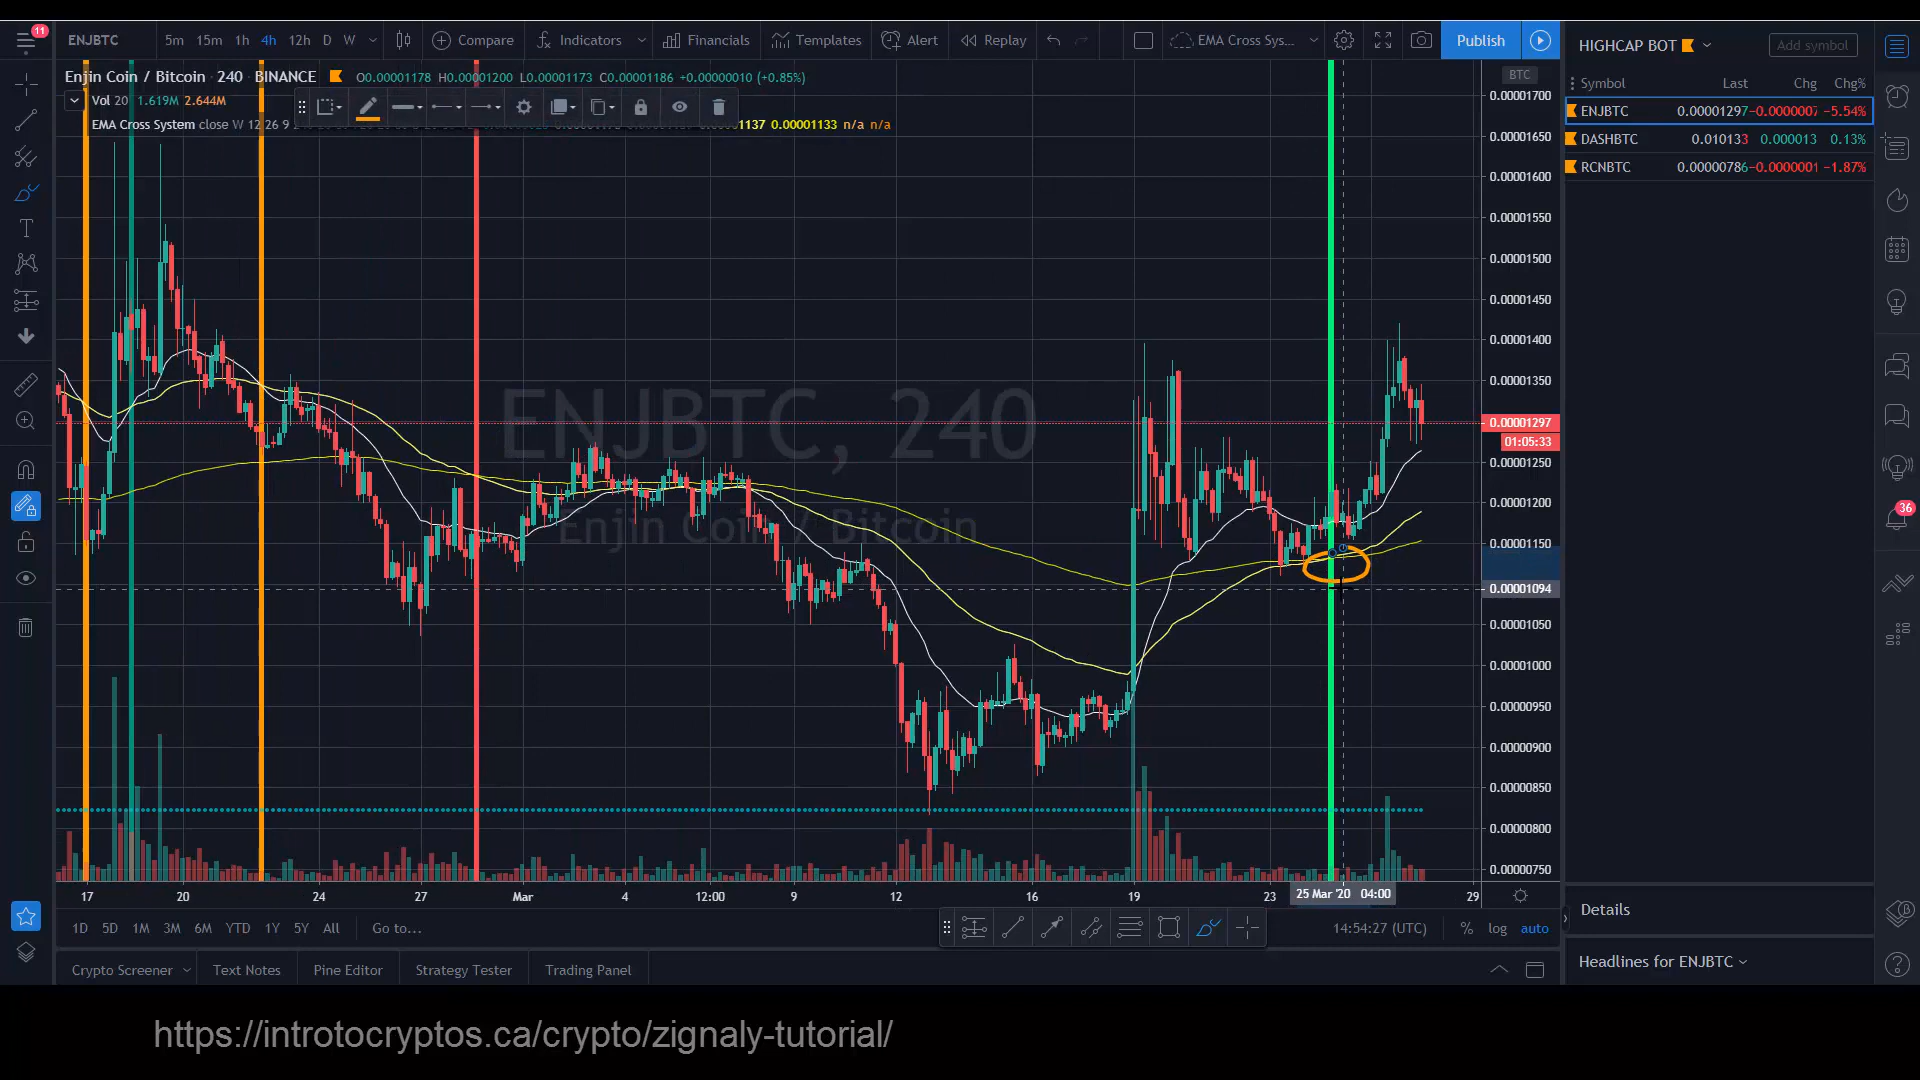 11
ENJBTC 5m 15m 1h 4h 12h D W Compare Indicators Financials Templates Alert Replay EMA Cross Sys... Publish
HIGHCAP BOT Add symbol
Enjin Coin / Bitcoin · 240 · BINANCE O0.00001178 H0.00001200 L0.00001173 C0.00001186 +0.00000010 (+0.85%)
BTC
Symbol Last Chg Chg%
Vol 20 1.619M 2.644M
EMA Cross System close W 12 26 9
1137 0.00001133 n/a n/a
ENJBTC 0.00001297 -0.0000007 -5.54%
DASHBTC 0.010133 0.000013 0.13%
RCNBTC 0.00000786 -0.0000001 -1.87%
0.00001700
0.00001650
0.00001600
0.00001550
0.00001500
0.00001450
0.00001400
0.00001350
0.00001297
01:05:33
0.00001250
0.00001200
0.00001150
0.00001094
0.00001050
0.00001000
0.00000950
0.00000900
0.00000850
0.00000800
0.00000750
ENJBTC, 240
Enjin Coin / Bitcoin
36
17 20 24 27 Mar 4 12:00 9 12 16 19 23 25 Mar '20 04:00 29
1D 5D 1M 3M 6M YTD 1Y 5Y All Go to... 14:54:27 (UTC) % log auto
Crypto Screener Text Notes Pine Editor Strategy Tester Trading Panel
Details
Headlines for ENJBTC
https://introtocryptos.ca/crypto/zignaly-tutorial/